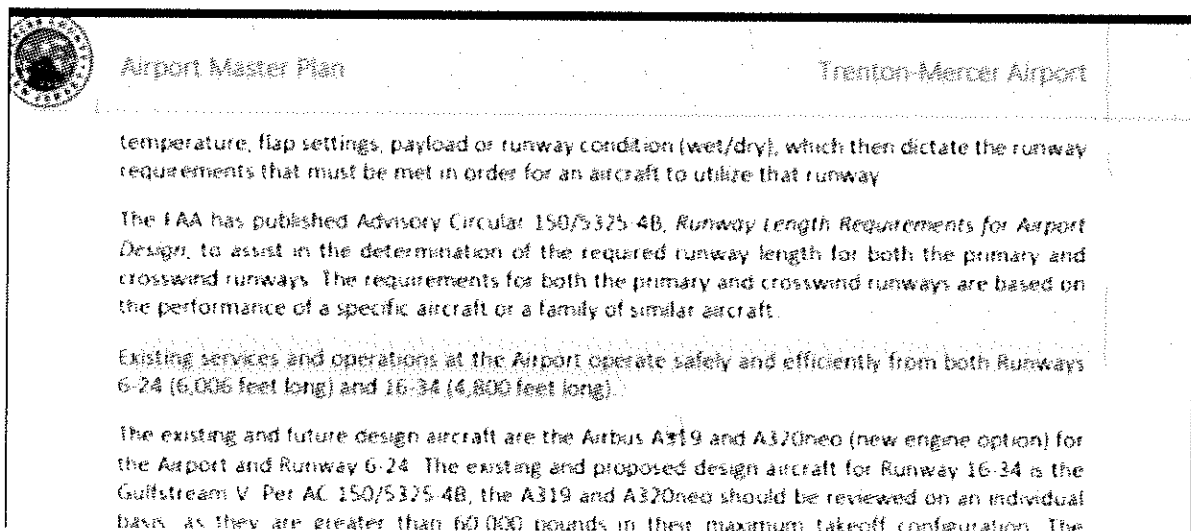 Airport Master Plan
Trenton-Mercer Airport
temperature, flap settings, payload or runway condition (wet/dry), which then dictate the runway
requirements that must be met in order for an aircraft to utilize that runway
The FAA has published Advisory Circular 150/5325-4B, Runway Length Requirements for Airport
Design, to assist in the determination of the required runway length for both the primary and
crosswind runways. The requirements for both the primary and crosswind runways are based on
the performance of a specific aircraft or a family of similar aircraft.
Existing services and operations at the Airport operate safely and efficiently from both Runways
6-24 (6,006 feet long) and 16-34 (4,800 feet long).
The existing and future design aircraft are the Airbus A319 and A320neo (new engine option) for
the Airport and Runway 6-24. The existing and proposed design aircraft for Runway 16-34 is the
Gulfstream V. Per AC 150/5325-4B, the A319 and A320neo should be reviewed on an individual
basis, as they are greater than 60,000 pounds in their maximum takeoff configuration. The